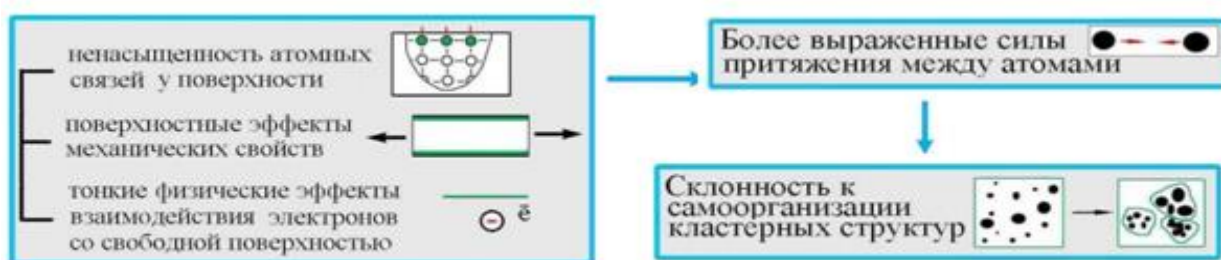 ненасыщенность атомных
связей у поверхности
поверхностные эффекты
механических свойств
тонкие физические эффекты
взаимодействия электронов
со свободной поверхностью
ē
Более выраженные силы
притяжения между атомами
Склонность к
самоорганизации
кластерных структур